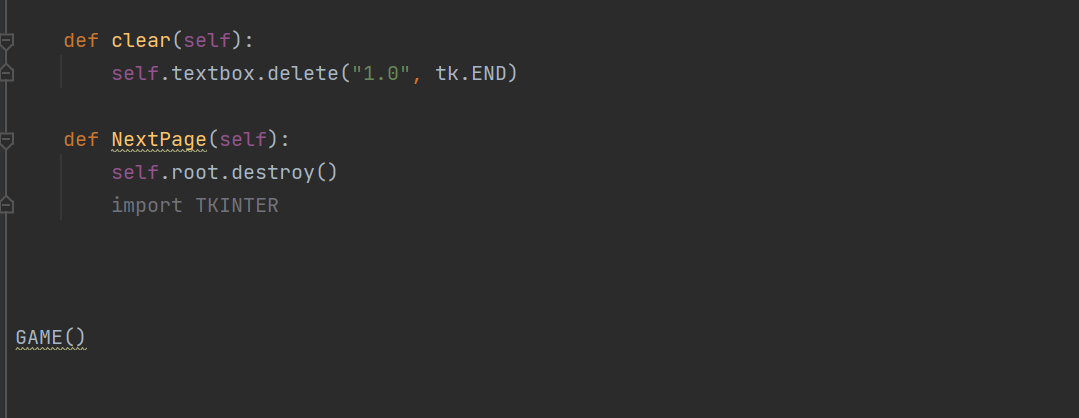 def clear(self):
self.textbox.delete("1.0", tk.END)
def NextPage(self):
self.root.destroy()
import TKINTER
GAME()